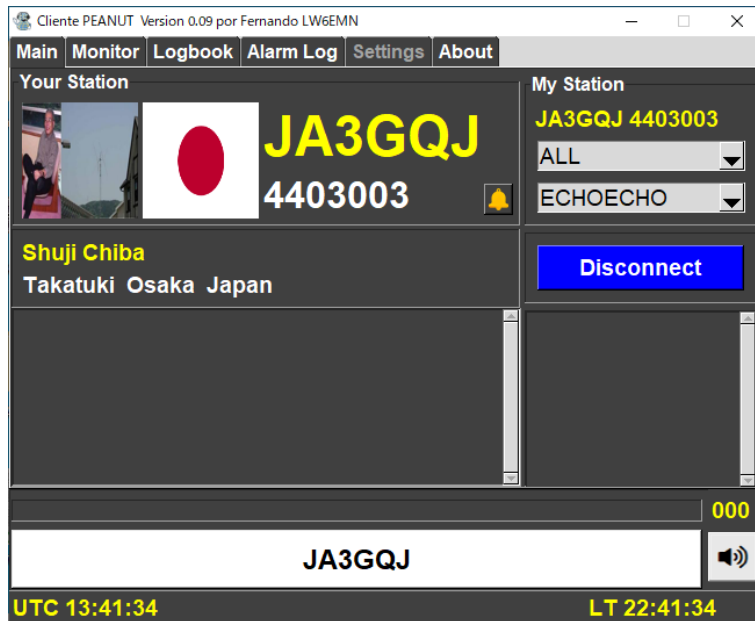 Cliente PEANUT Version 0.09 por Fernando LW6EMN
Main Monitor Logbook Alarm Log Settings About
Your Station
JA3GQJ
4403003
My Station
JA3GQJ 4403003
ALL
ECHOECHO
Shuji Chiba
Takatuki Osaka Japan
Disconnect
000
JA3GQJ
UTC 13:41:34
LT 22:41:34